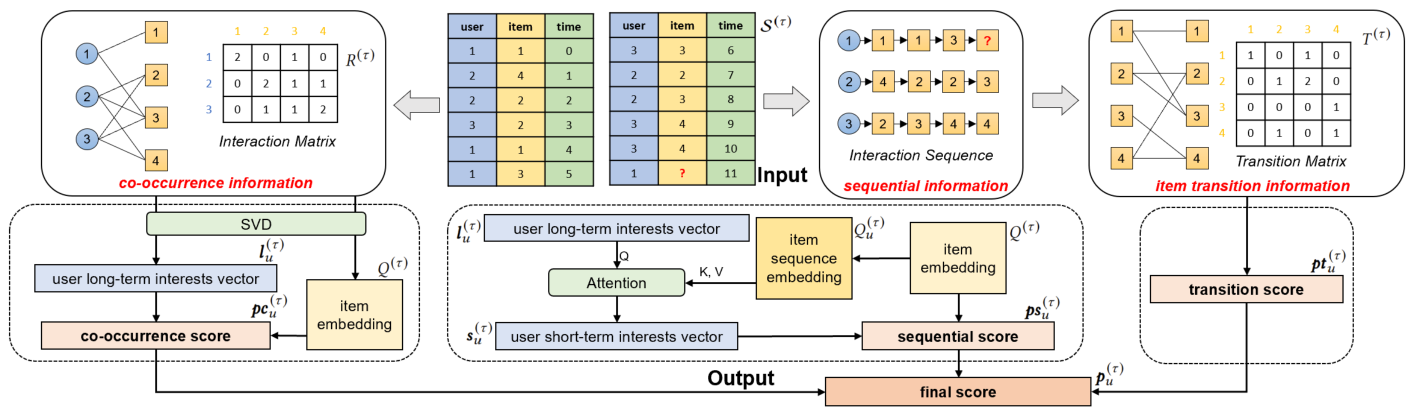 1
2
3
1
2
3
4
1 2 3 4
1 2 0 1 0
2 0 2 1 1
3 0 1 1 2
R^(τ)
Interaction Matrix
co-occurrence information
user item time
1 1 0
2 4 1
2 2 2
3 2 3
1 1 4
1 3 5
user item time
3 3 6
2 2 7
2 3 8
3 4 9
3 4 10
1 ? 11
S^(τ)
Input
1 1 1 3 ?
2 4 2 2 3
3 2 3 4 4
Interaction Sequence
sequential information
1 1
2 2
3 3
4 4
1 2 3 4
1 1 0 1 0
2 0 1 2 0
3 0 0 0 1
4 0 1 0 1
T^(τ)
Transition Matrix
item transition information
SVD
l_u^(τ)
user long-term interests vector
Q^(τ)
item
embedding
pc_u^(τ)
co-occurrence score
l_u^(τ)
user long-term interests vector
Q
Attention
K, V
item
sequence
embedding
Q_u^(τ)
item
embedding
Q^(τ)
s_u^(τ)
user short-term interests vector
ps_u^(τ)
sequential score
pt_u^(τ)
transition score
Output
final score
p_u^(τ)